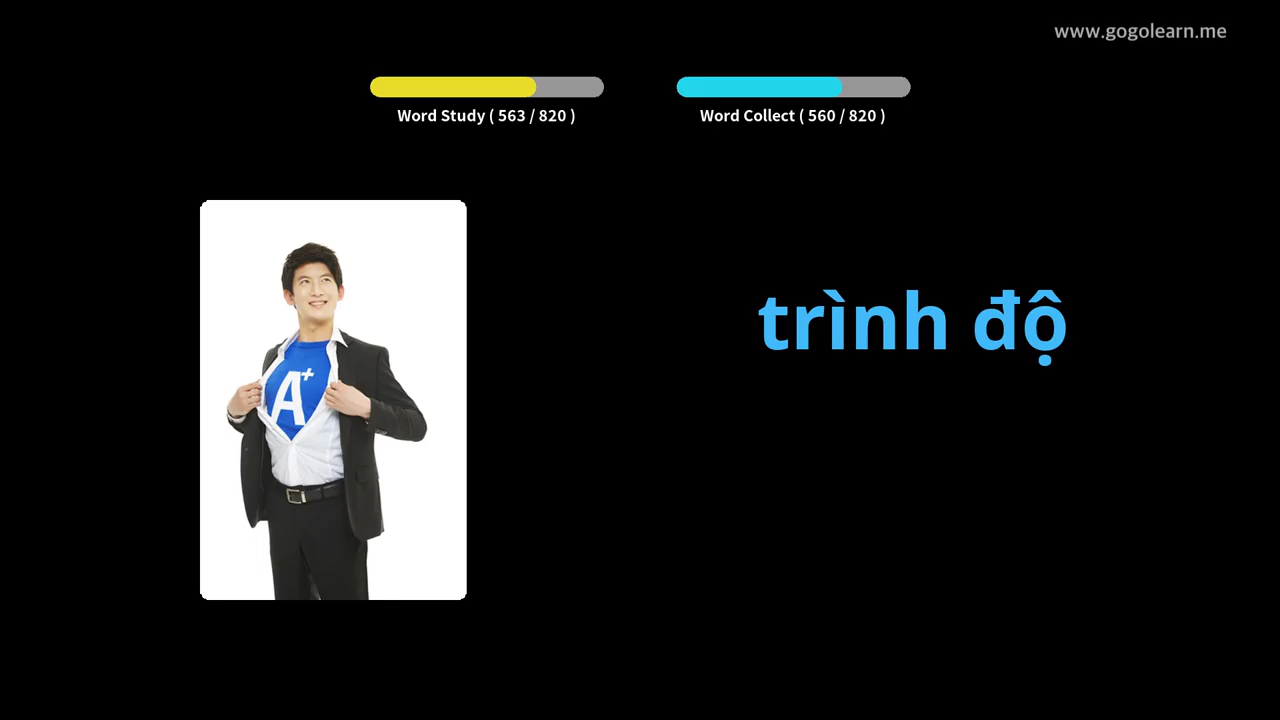 www.gogolearn.me
Word Study ( 563 / 820 )
Word Collect ( 560 / 820 )
A+
trình độ